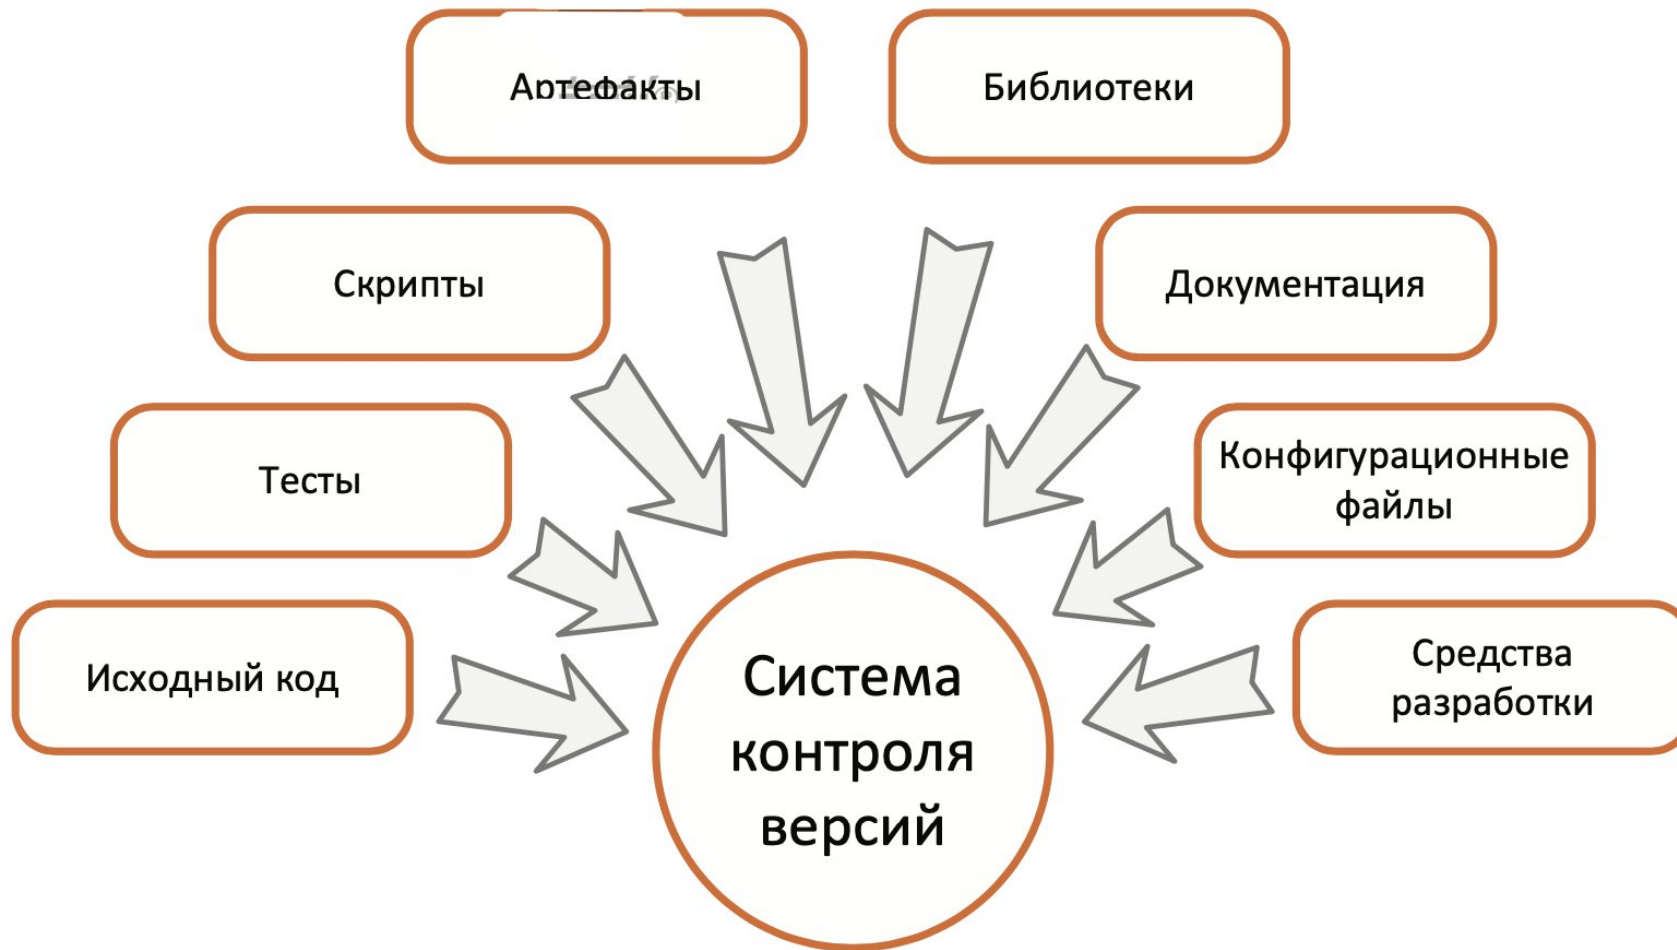 Артефакты
Библиотеки
Скрипты
Документация
Тесты
Конфигурационные
файлы
Исходный код
Средства
разработки
Система
контроля
версий